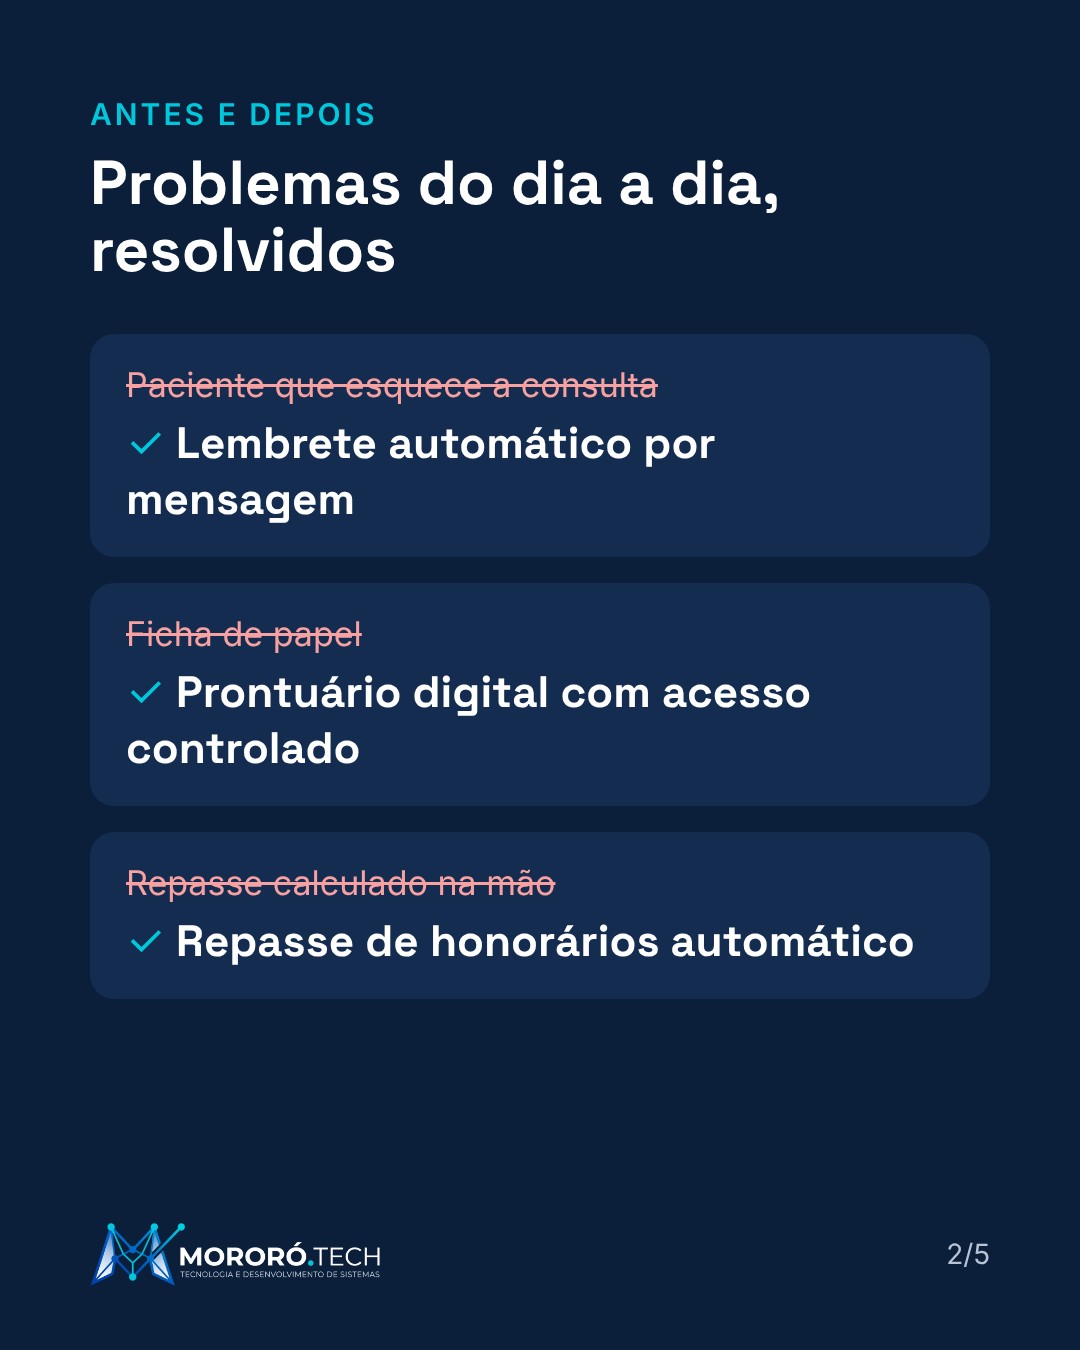 ANTES E DEPOIS
Problemas do dia a dia,
resolvidos
Paciente que esquece a consulta
✓ Lembrete automático por
mensagem
Ficha de papel
✓ Prontuário digital com acesso
controlado
Repasse calculado na mão
✓ Repasse de honorários automático
MORORÓ.TECH
TECNOLOGIA E DESENVOLVIMENTO DE SISTEMAS
2/5